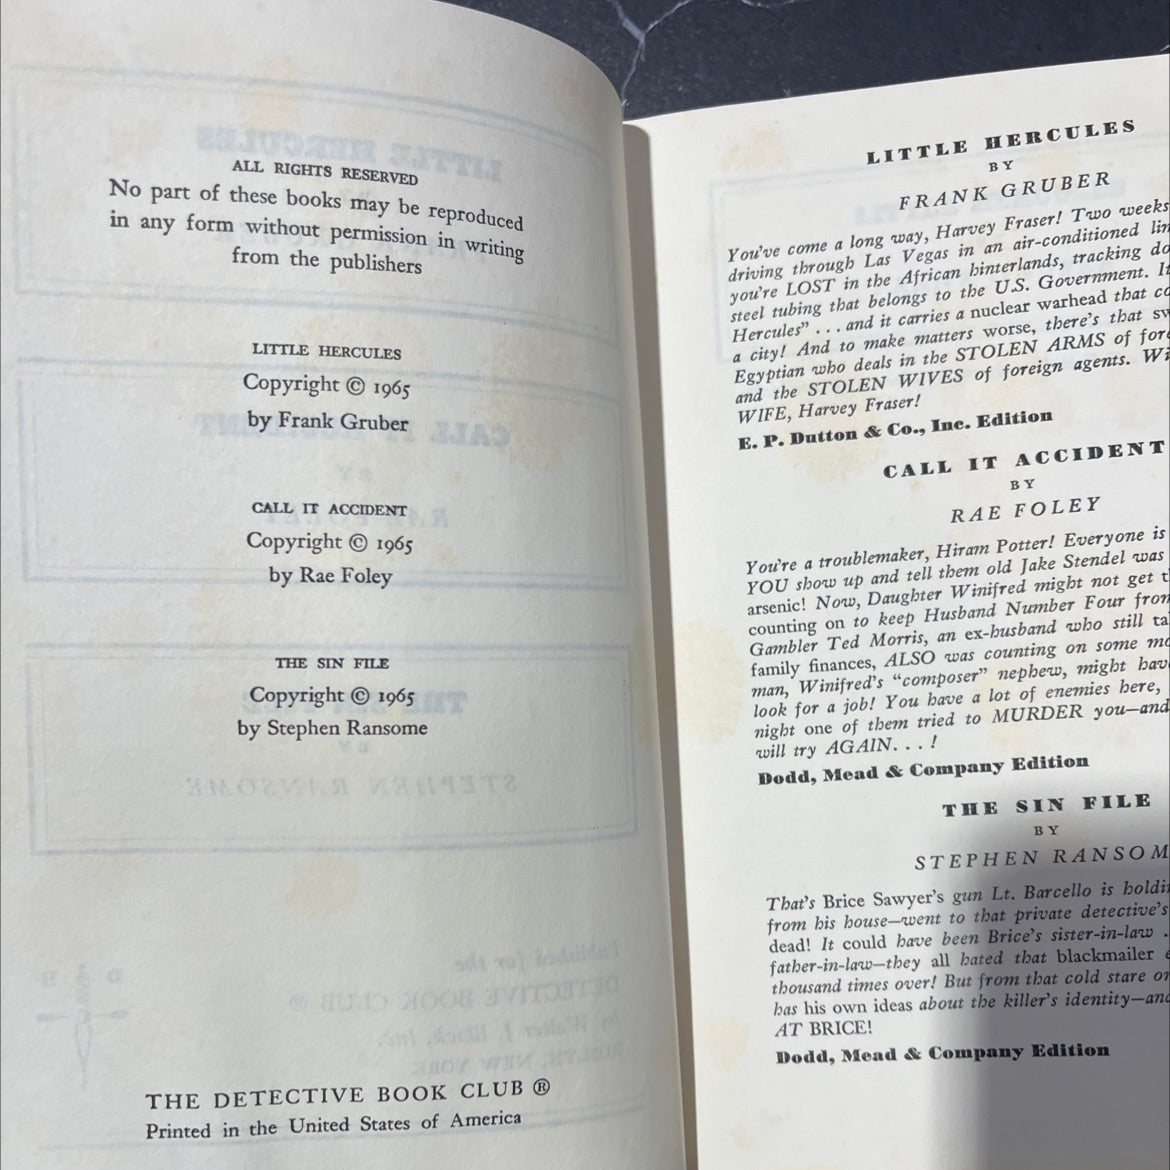 ALL RIGHTS RESERVED
No part of these books may be reproduced
in any form without permission in writing
from the publishers
LITTLE HERCULES
Copyright © 1965
by Frank Gruber
CALL IT ACCIDENT
Copyright © 1965
by Rae Foley
THE SIN FILE
Copyright © 1965
by Stephen Ransome
THE DETECTIVE BOOK CLUB ®
Printed in the United States of America
LITTLE HERCULES
BY
FRANK GRUBER
You've come a long way, Harvey Fraser! Two weeks
driving through Las Vegas in an air-conditioned
you're LOST in the African hinterlands, tracking
steel tubing that belongs to the U.S. Government.
Hercules" . . . and it carries a nuclear warhead that
a city! And to make matters worse, there's that
Egyptian who deals in the STOLEN ARMS of
and the STOLEN WIVES of foreign agents.
WIFE, Harvey Fraser!
E. P. Dutton & Co., Inc. Edition
CALL IT ACCIDENT
BY
RAE FOLEY
You're a troublemaker, Hiram Potter! Everyone is
YOU show up and tell them old Jake Stendel was
arsenic! Now, Daughter Winifred might not get
counting on to keep Husband Number Four from
Gambler Ted Morris, an ex-husband who still
family finances, ALSO was counting on some
man, Winifred's "composer" nephew, might
look for a job! You have a lot of enemies here,
night one of them tried to MURDER you—and
will try AGAIN. . . !
Dodd, Mead & Company Edition
THE SIN FILE
BY
STEPHEN RANSOM
That's Brice Sawyer's gun Lt. Barcello is
from his house—went to that private detective's
dead! It could have been Brice's sister-in-law
father-in-law—they all hated that blackmailer
thousand times over! But from that cold stare
has his own ideas about the killer's identity—
AT BRICE!
Dodd, Mead & Company Edition